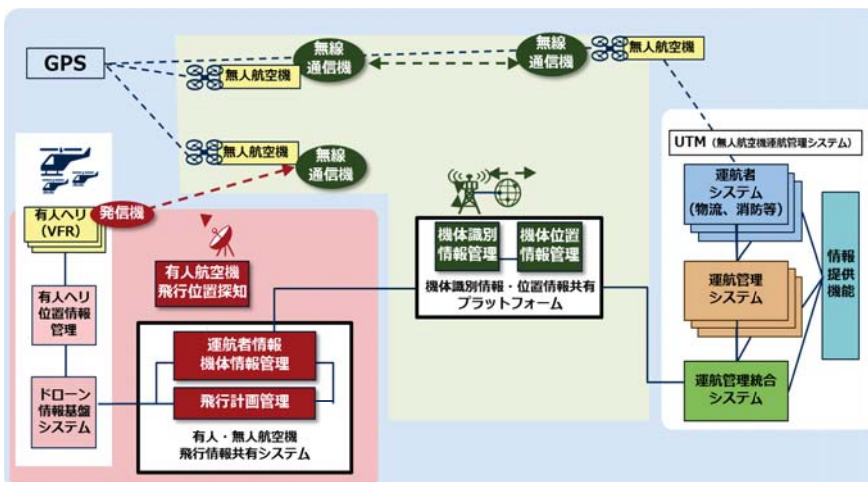 GPS
無線
通信機
無線
通信機
無人航空機
無人航空機
無人航空機
無線
通信機
UTM（無人航空機運航管理システム）
運航者
システム
（物流、消防等）
運航管理
システム
運航管理統合
システム
情報
提供
機能
有人ヘリ
（VFR）
発信機
有人航空機
飛行位置探知
機体識別
情報管理
機体位置
情報管理
機体識別情報・位置情報共有
プラットフォーム
有人ヘリ
位置情報
管理
ドローン
情報基盤
システム
運航者情報
機体情報管理
飛行計画管理
有人・無人航空機
飛行情報共有システム